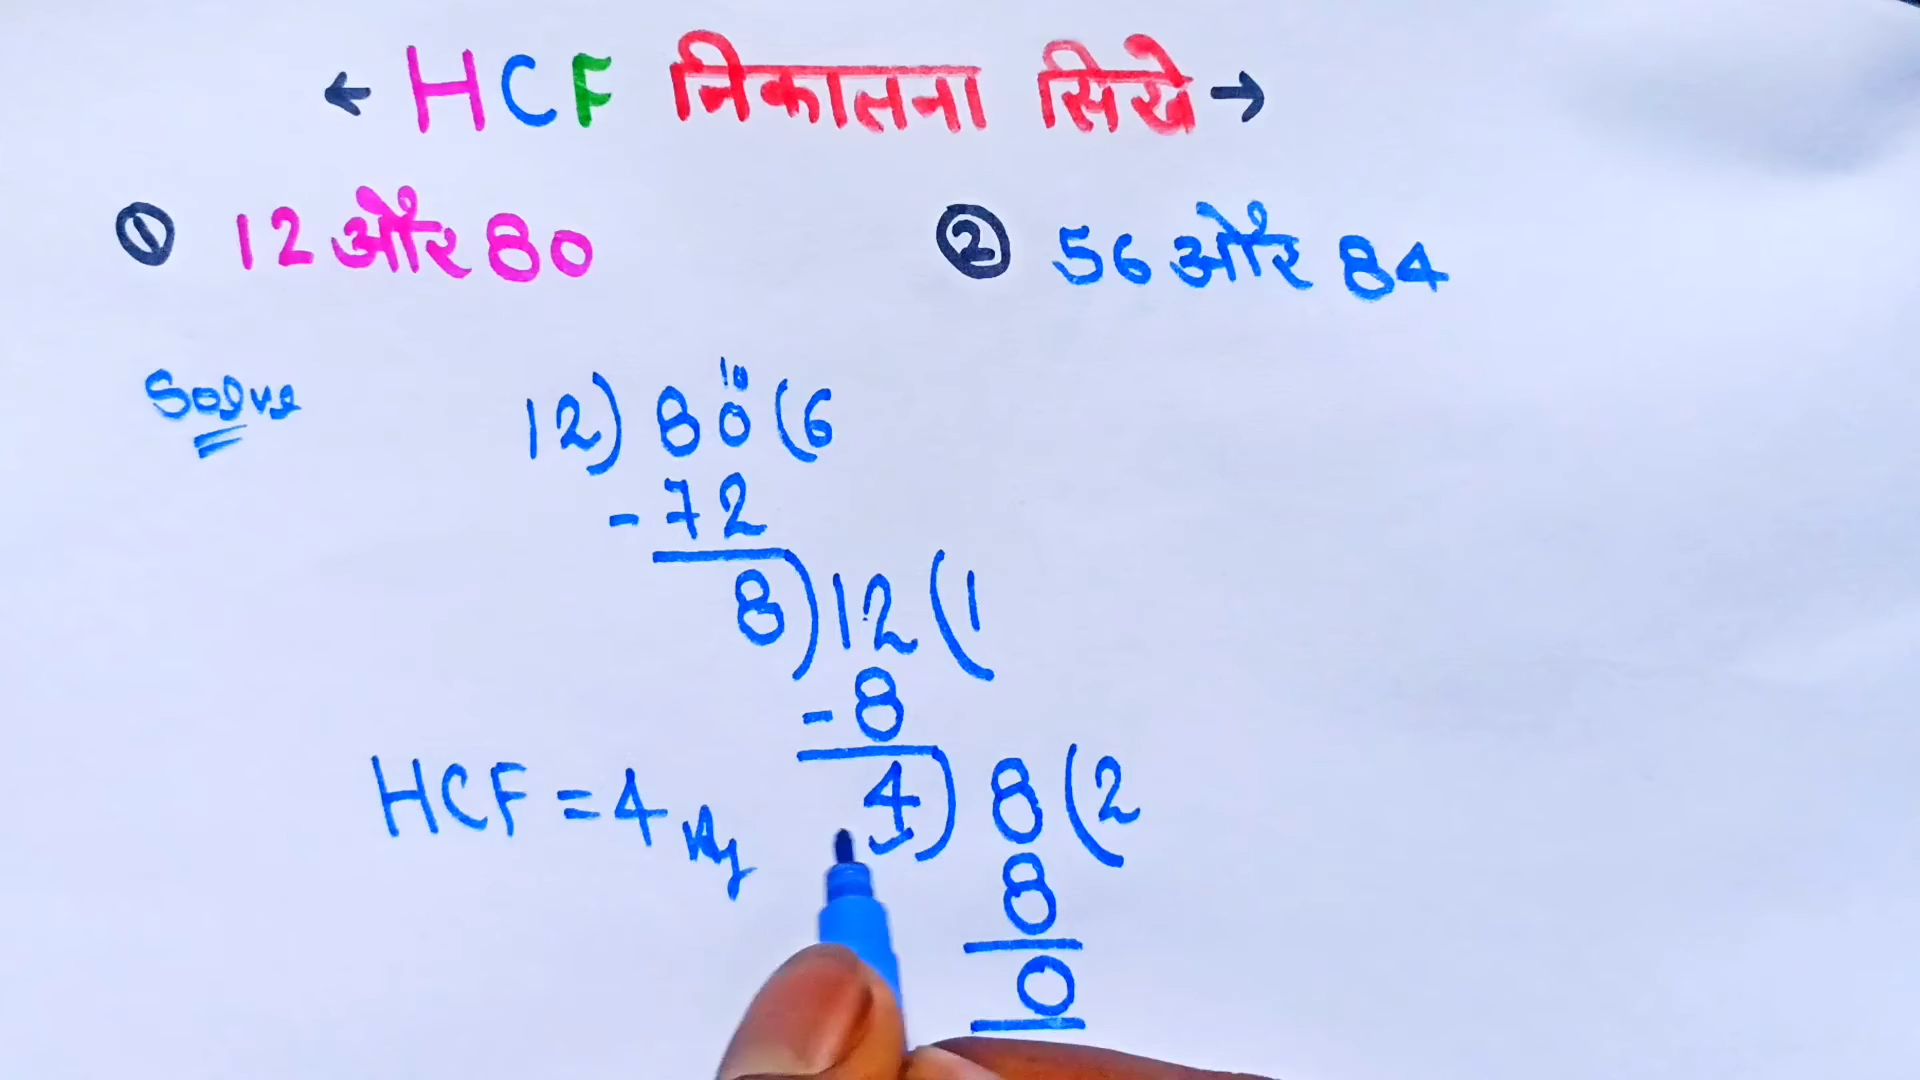 ← HCF निकालना सिखे →
① 12 और 80
② 56 और 84
Solve
12) 80 (6
10
- 72
8) 12 (1
- 8
HCF = 4
4) 8 (2
8
0